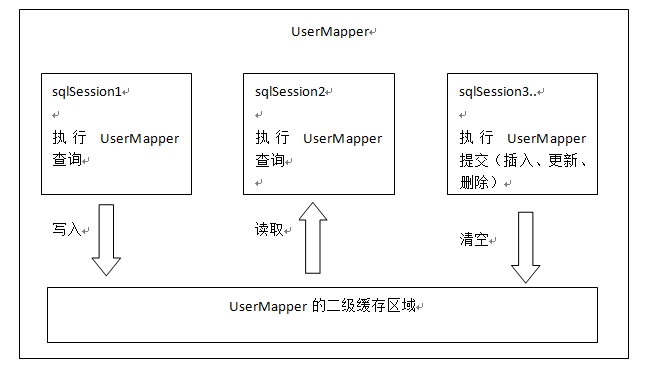 UserMapper
sqlSession1
执行 UserMapper
查询
sqlSession2
执行 UserMapper
查询
sqlSession3..
执行 UserMapper
提交（插入、更新、
删除）
写入
读取
清空
UserMapper 的二级缓存区域